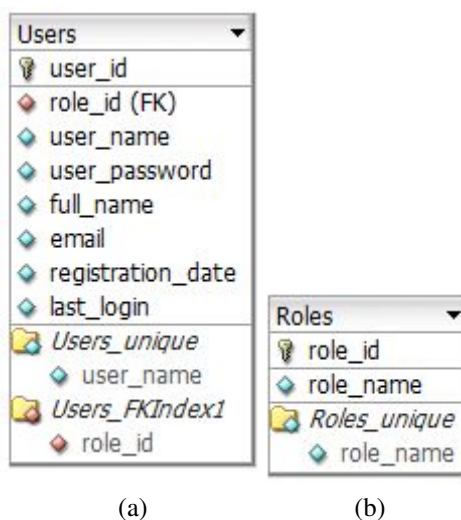 Users
user_id
role_id (FK)
user_name
user_password
full_name
email
registration_date
last_login
Users_unique
user_name
Users_FKIndex1
role_id
Roles
role_id
role_name
Roles_unique
role_name
(a)
(b)